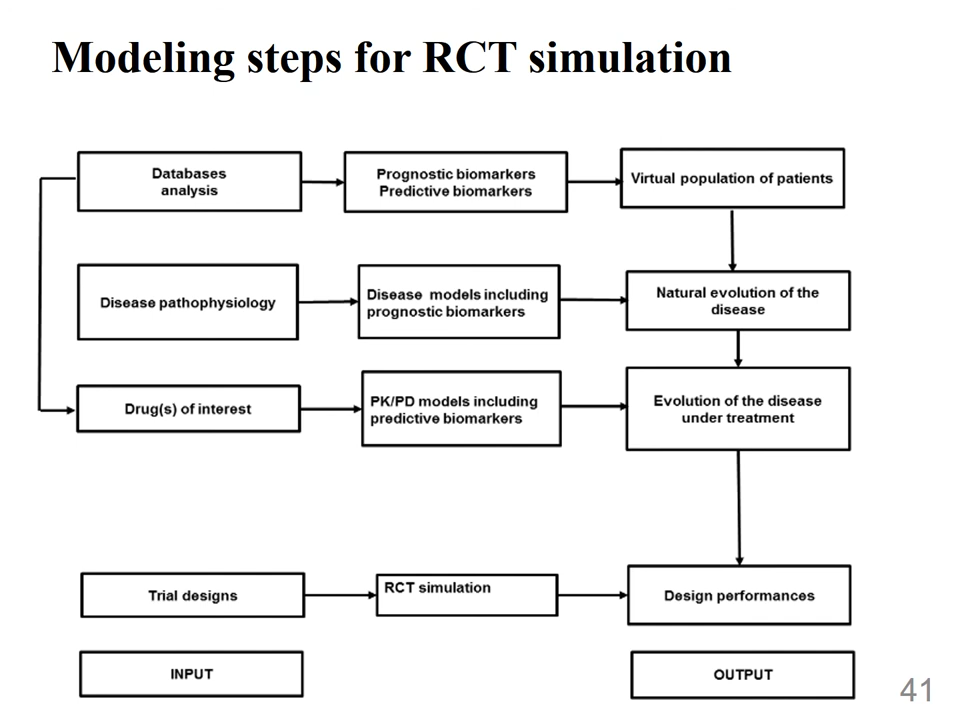 Modeling steps for RCT simulation
Databases
analysis
Prognostic biomarkers
Predictive biomarkers
Virtual population of patients
Disease pathophysiology
Disease models including
prognostic biomarkers
Natural evolution of the
disease
Drug(s) of interest
PK/PD models including
predictive biomarkers
Evolution of the disease
under treatment
Trial designs
RCT simulation
Design performances
INPUT
OUTPUT
41